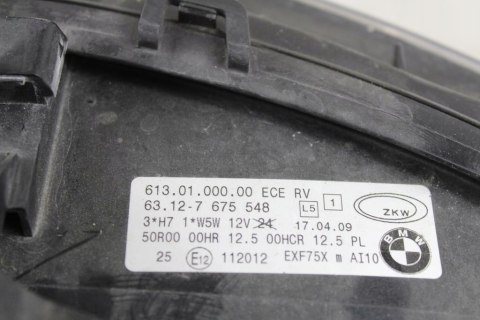 613.01.000.00 ECE RV
63.12-7 675 548 L5 1
ZKW
3*H7 1*W5W 12V 24 17.04.09
50R00 00HR 12.5 00HCR 12.5 PL
25 E12 112012 EXF75X m AI10
BMW